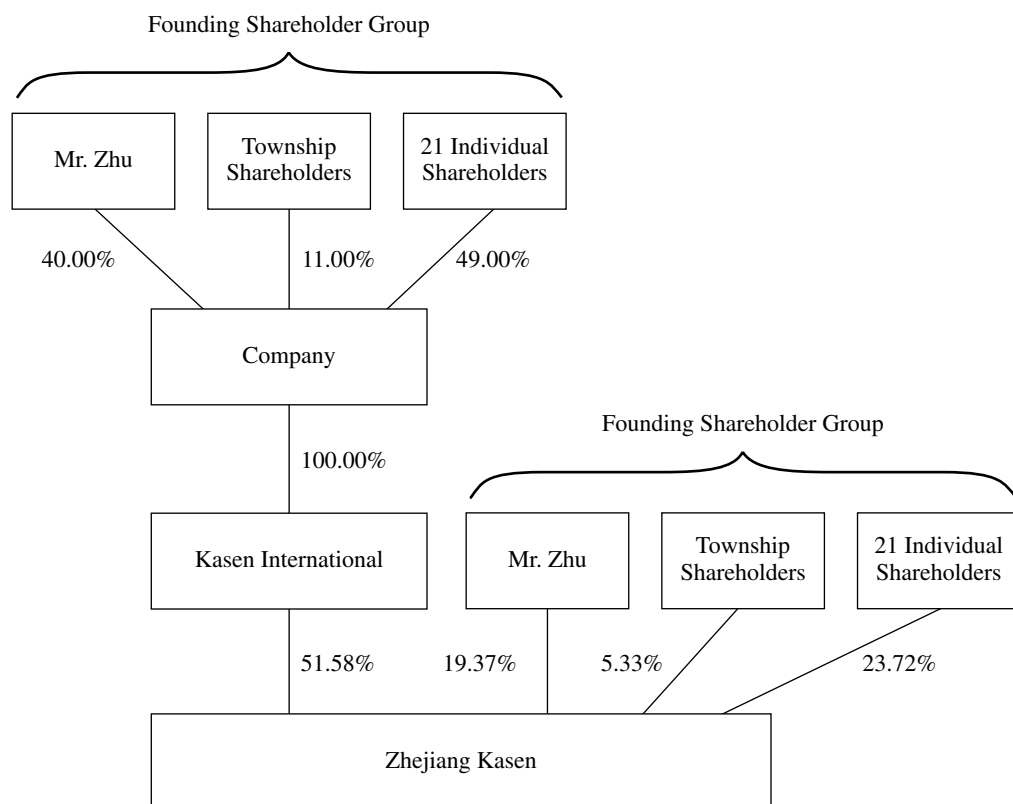 Founding Shareholder Group
Mr. Zhu
Township
Shareholders
21 Individual
Shareholders
40.00%
11.00%
49.00%
Company
100.00%
Founding Shareholder Group
Kasen International
Mr. Zhu
Township
Shareholders
21 Individual
Shareholders
51.58%
19.37%
5.33%
23.72%
Zhejiang Kasen